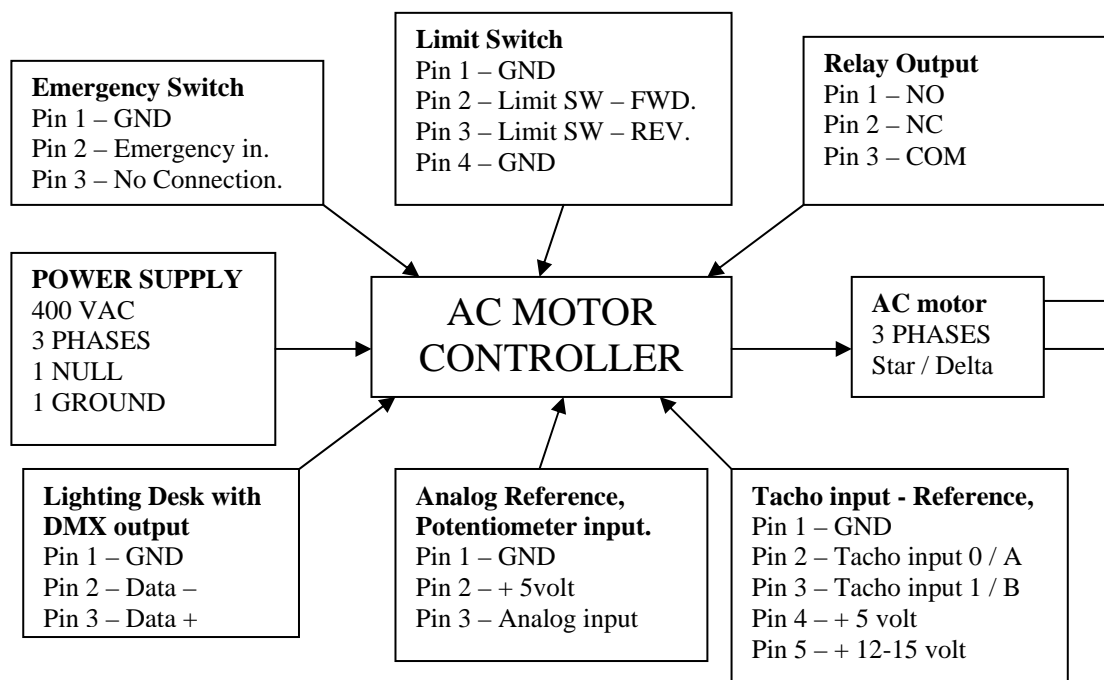 Emergency Switch
Pin 1 – GND
Pin 2 – Emergency in.
Pin 3 – No Connection.
Limit Switch
Pin 1 – GND
Pin 2 – Limit SW – FWD.
Pin 3 – Limit SW – REV.
Pin 4 – GND
Relay Output
Pin 1 – NO
Pin 2 – NC
Pin 3 – COM
POWER SUPPLY
400 VAC
3 PHASES
1 NULL
1 GROUND
AC MOTOR
CONTROLLER
AC motor
3 PHASES
Star / Delta
Lighting Desk with
DMX output
Pin 1 – GND
Pin 2 – Data –
Pin 3 – Data +
Analog Reference,
Potentiometer input.
Pin 1 – GND
Pin 2 – + 5volt
Pin 3 – Analog input
Tacho input - Reference,
Pin 1 – GND
Pin 2 – Tacho input 0 / A
Pin 3 – Tacho input 1 / B
Pin 4 – + 5 volt
Pin 5 – + 12-15 volt